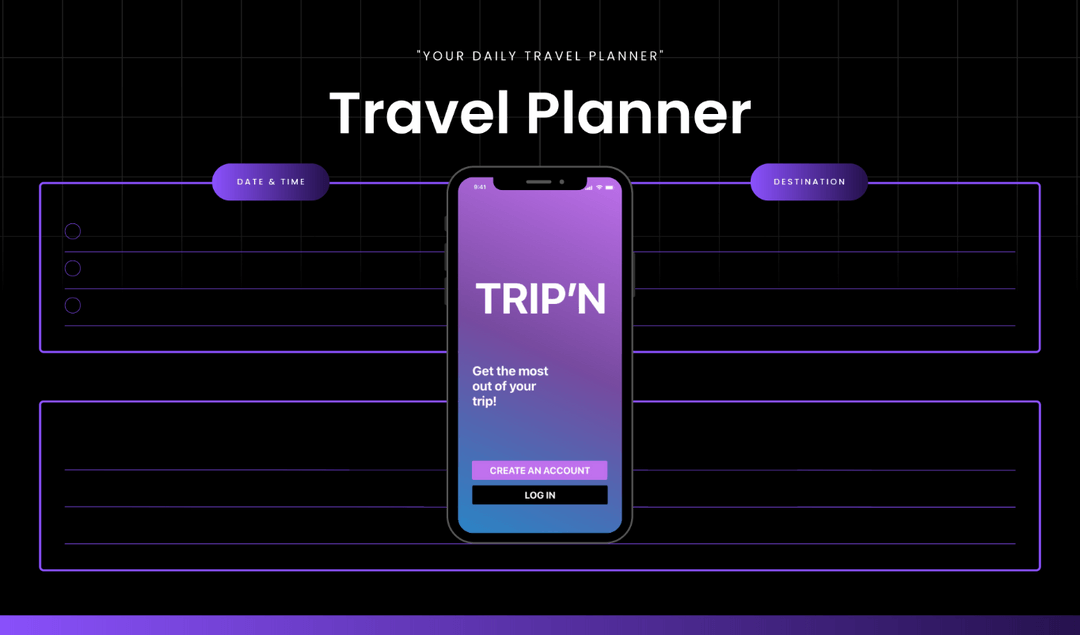 "YOUR DAILY TRAVEL PLANNER"
Travel Planner
DATE & TIME
DESTINATION
9:41
TRIP’N
Get the most
out of your
trip!
CREATE AN ACCOUNT
LOG IN